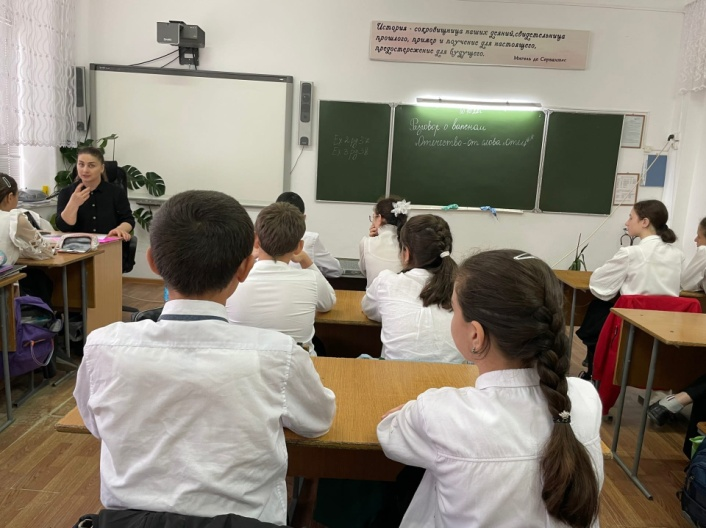 История - сокровищница наших деяний, свидетельница
прошлого, пример и поучение для настоящего,
предостережение для будущего.
Мигель де Сервантес
Разговор о важном
"Отечество - от слова "отец"